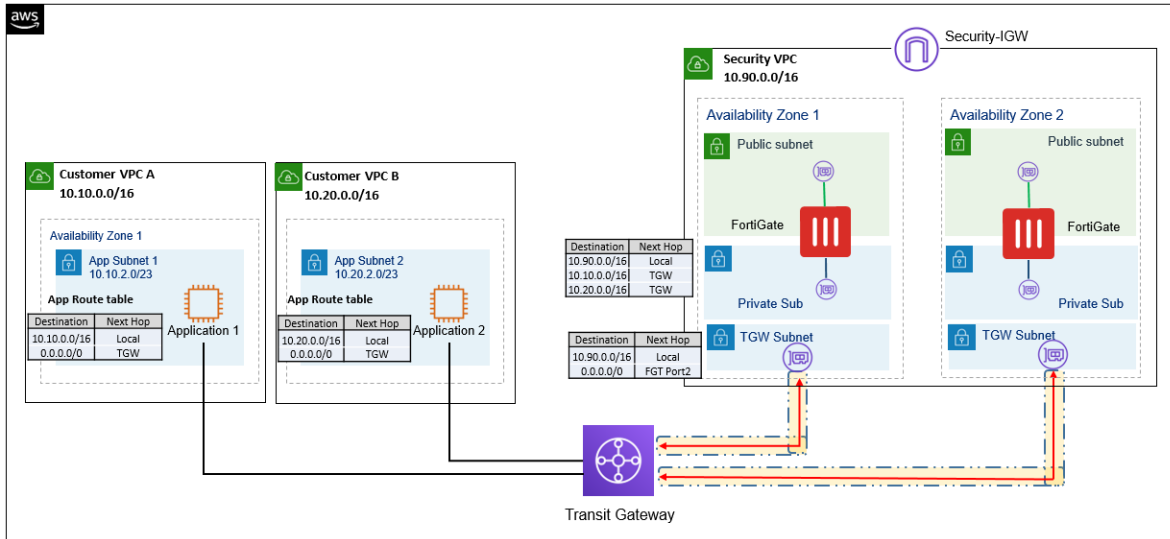 aws
Security-IGW
Security VPC
10.90.0.0/16
Availability Zone 1
Public subnet
FortiGate
Private Sub
TGW Subnet
Availability Zone 2
Public subnet
FortiGate
Private Sub
TGW Subnet
Customer VPC A
10.10.0.0/16
Availability Zone 1
App Subnet 1
10.10.2.0/23
App Route table
Application 1
Destination Next Hop
10.10.0.0/16 Local
0.0.0.0/0 TGW
Customer VPC B
10.20.0.0/16
App Subnet 2
10.20.2.0/23
App Route table
Application 2
Destination Next Hop
10.20.0.0/16 Local
0.0.0.0/0 TGW
Destination Next Hop
10.90.0.0/16 Local
10.10.0.0/16 TGW
10.20.0.0/16 TGW
Destination Next Hop
10.90.0.0/16 Local
0.0.0.0/0 FGT Port2
Transit Gateway